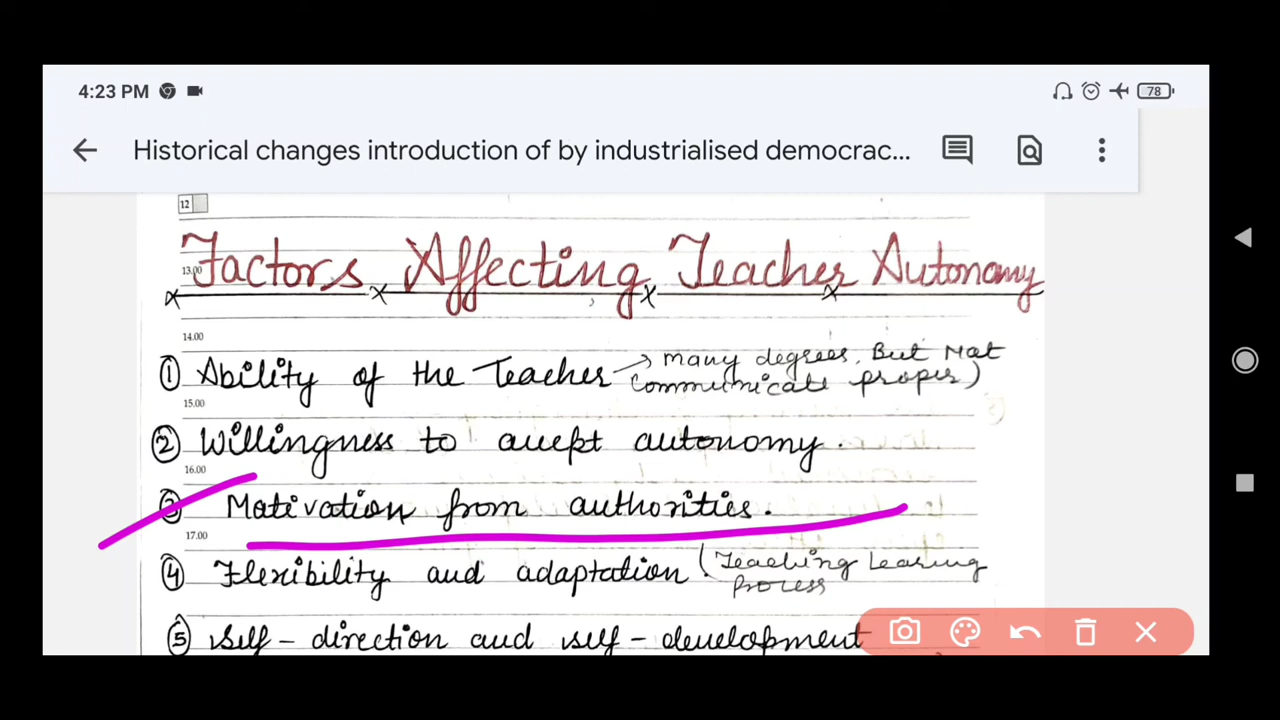 4:23 PM
78
Historical changes introduction of by industrialised democrac...
12
Factors Affecting Teacher Autonomy
13.00
14.00
① Ability of the Teacher → many degrees. But Not
communicate proper)
15.00
② Willingness to accept autonomy.
16.00
③ Motivation from authorities.
17.00
④ Flexibility and adaptation (Teaching Learning
Process
⑤ Self-direction and self-development